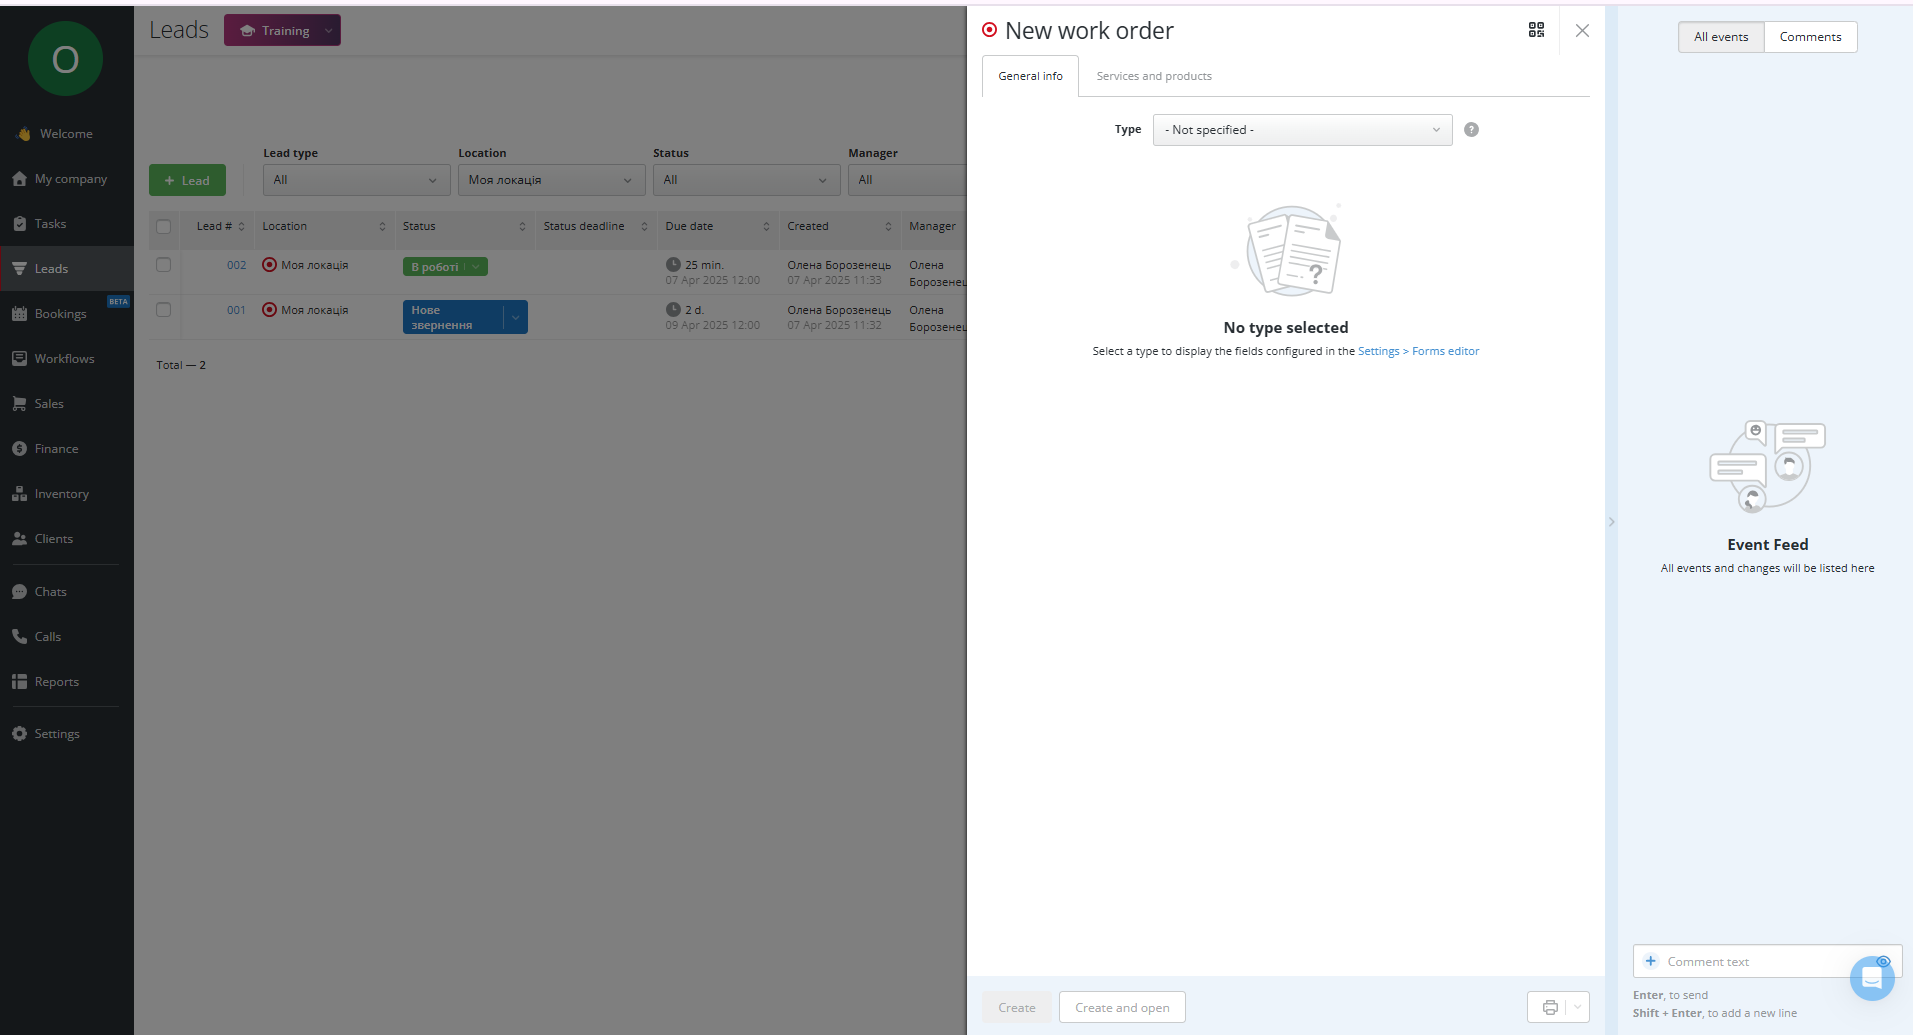 O
Welcome
My company
Tasks
Leads
BETA
Bookings
Workflows
Sales
Finance
Inventory
Clients
Chats
Calls
Reports
Settings
Leads
Training
+ Lead
Lead type
All
Location
Моя локація
Status
All
Manager
All
Lead # Location Status Status deadline Due date Created Manager
002 Моя локація В роботі 25 min. Олена Борозенець Олена
07 Apr 2025 12:00 07 Apr 2025 11:33 Борозенец
001 Моя локація Нове звернення 2 d. Олена Борозенець Олена
09 Apr 2025 12:00 07 Apr 2025 11:32 Борозенец
Total — 2
New work order
General info Services and products
Type - Not specified - ?
?
No type selected
Select a type to display the fields configured in the Settings > Forms editor
Create Create and open
All events Comments
Event Feed
All events and changes will be listed here
+ Comment text
Enter, to send
Shift + Enter, to add a new line